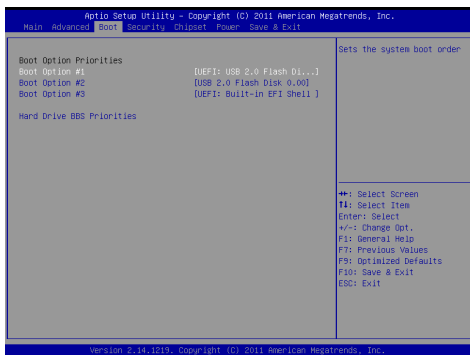 Aptio Setup Utility - Copyright (C) 2011 American Megatrends, Inc.
Main Advanced Boot Security Chipset Power Save & Exit
Sets the system boot order
Boot Option Priorities
Boot Option #1 [UEFI: USB 2.0 Flash Di...]
Boot Option #2 [USB 2.0 Flash Disk 0.00]
Boot Option #3 [UEFI: Built-in EFI Shell ]
Hard Drive BBS Priorities
→←: Select Screen
↑↓: Select Item
Enter: Select
+/-: Change Opt.
F1: General Help
F7: Previous Values
F9: Optimized Defaults
F10: Save & Exit
ESC: Exit
Version 2.14.1219. Copyright (C) 2011 American Megatrends, Inc.